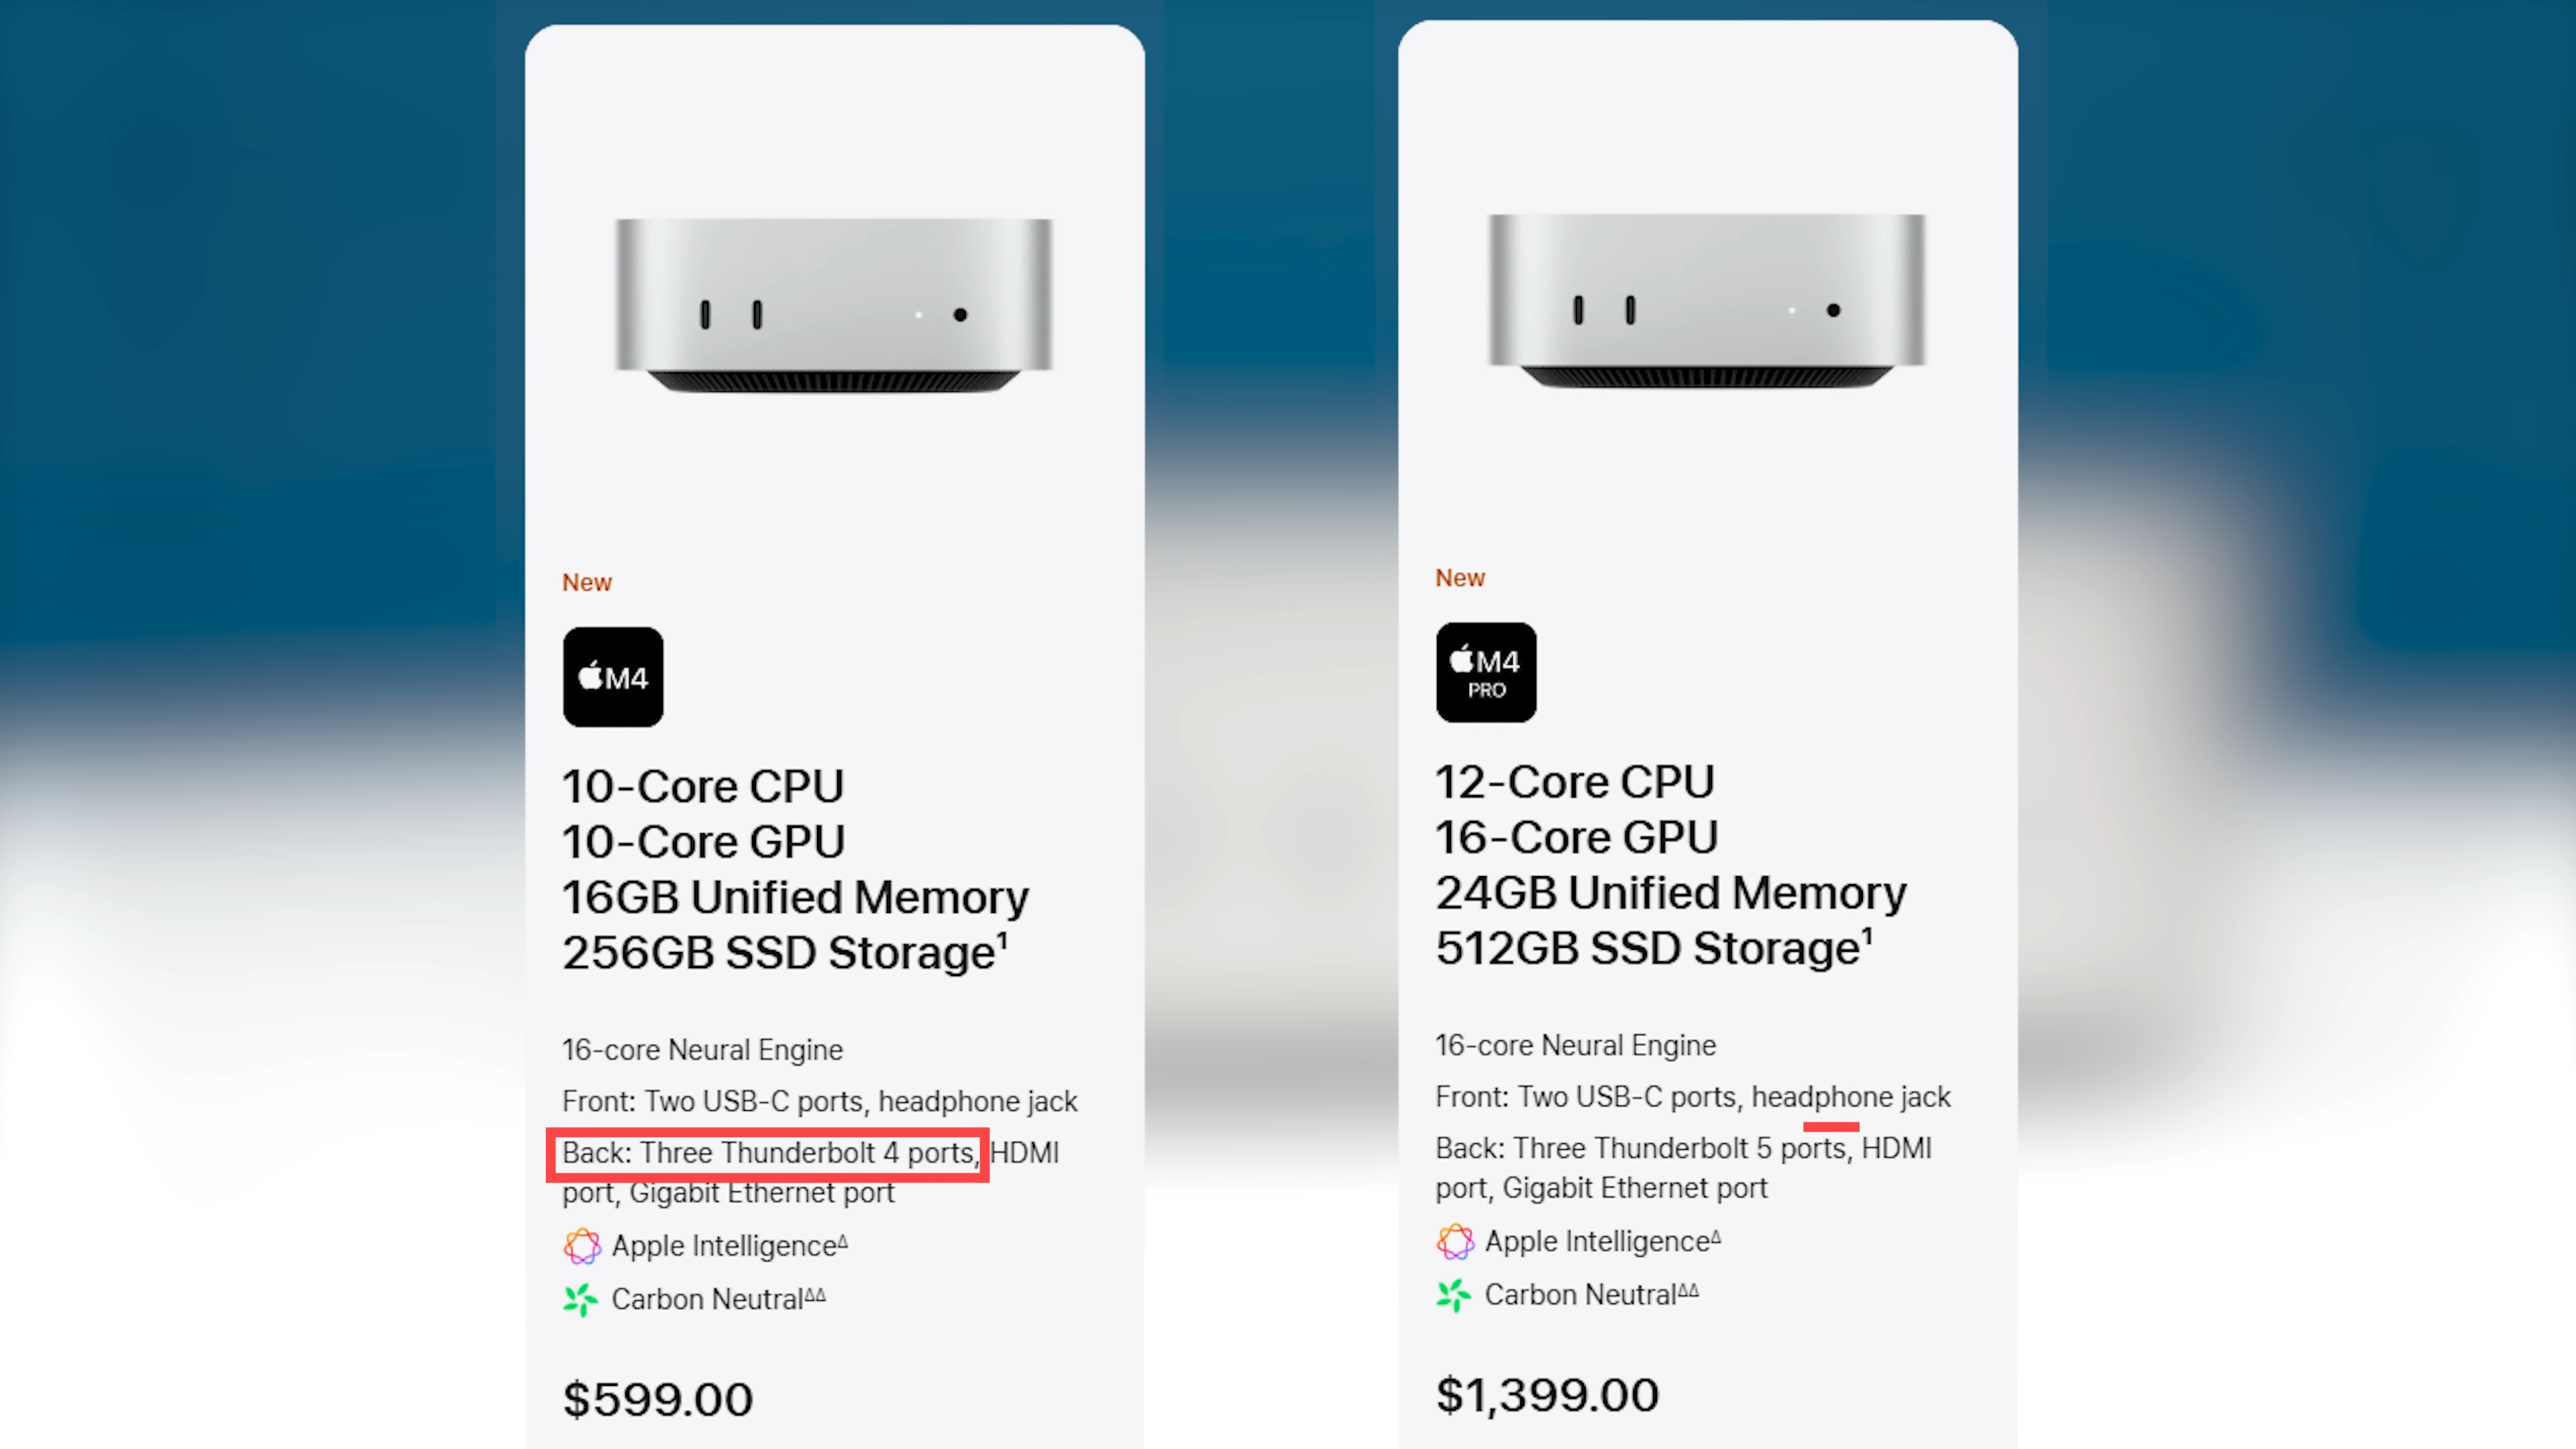 New
M4
10-Core CPU
10-Core GPU
16GB Unified Memory
256GB SSD Storage¹
16-core Neural Engine
Front: Two USB-C ports, headphone jack
Back: Three Thunderbolt 4 ports, HDMI
port, Gigabit Ethernet port
Apple Intelligence∆
Carbon Neutral∆∆
$599.00
New
M4
PRO
12-Core CPU
16-Core GPU
24GB Unified Memory
512GB SSD Storage¹
16-core Neural Engine
Front: Two USB-C ports, headphone jack
Back: Three Thunderbolt 5 ports, HDMI
port, Gigabit Ethernet port
Apple Intelligence∆
Carbon Neutral∆∆
$1,399.00